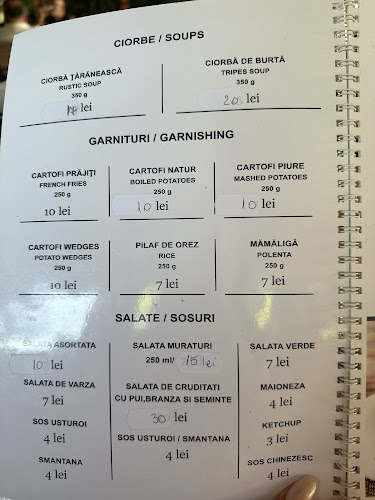 CIORBE / SOUPS
CIORBĂ ȚĂRĂNEASCĂ
RUSTIC SOUP
350 g
lei
CIORBĂ DE BURTĂ
TRIPES SOUP
350 g
20 lei
GARNITURI / GARNISHING
CARTOFI PRĂJIȚI
FRENCH FRIES
250 g
10 lei
CARTOFI NATUR
BOILED POTATOES
250 g
10 lei
CARTOFI PIURE
MASHED POTATOES
250 g
10 lei
CARTOFI WEDGES
POTATO WEDGES
250 g
10 lei
PILAF DE OREZ
RICE
250 g
7 lei
MĂMĂLIGĂ
POLENTA
250 g
7 lei
SALATE / SOSURI
SALATA ASORTATA
10 lei
SALATA DE VARZA
7 lei
SOS USTUROI
4 lei
SMANTANA
4 lei
SALATA MURATURI
250 ml/ lei
SALATA DE CRUDITATI
CU PUI,BRANZA SI SEMINTE
30 lei
SOS USTUROI / SMANTANA
4 lei
SALATA VERDE
7 lei
MAIONEZA
4 lei
KETCHUP
3 lei
SOS CHINEZESC
4 lei